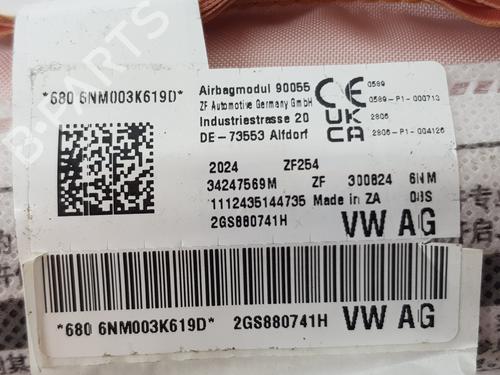 *680 6NM003K619D*
Airbagmodul 90055
ZF Automotive Germany GmbH
Industriestrasse 20
DE - 73553 Alfdorf
CE 0589
0589-P1-000713
UK
CA
2806
2806-P1-004126
2024 ZF254
34247569M ZF 300824 6NM
1112435144735 Made in ZA 08S
2GS880741H VW AG
*680 6NM003K619D* 2GS880741H VW AG
B-PARTS